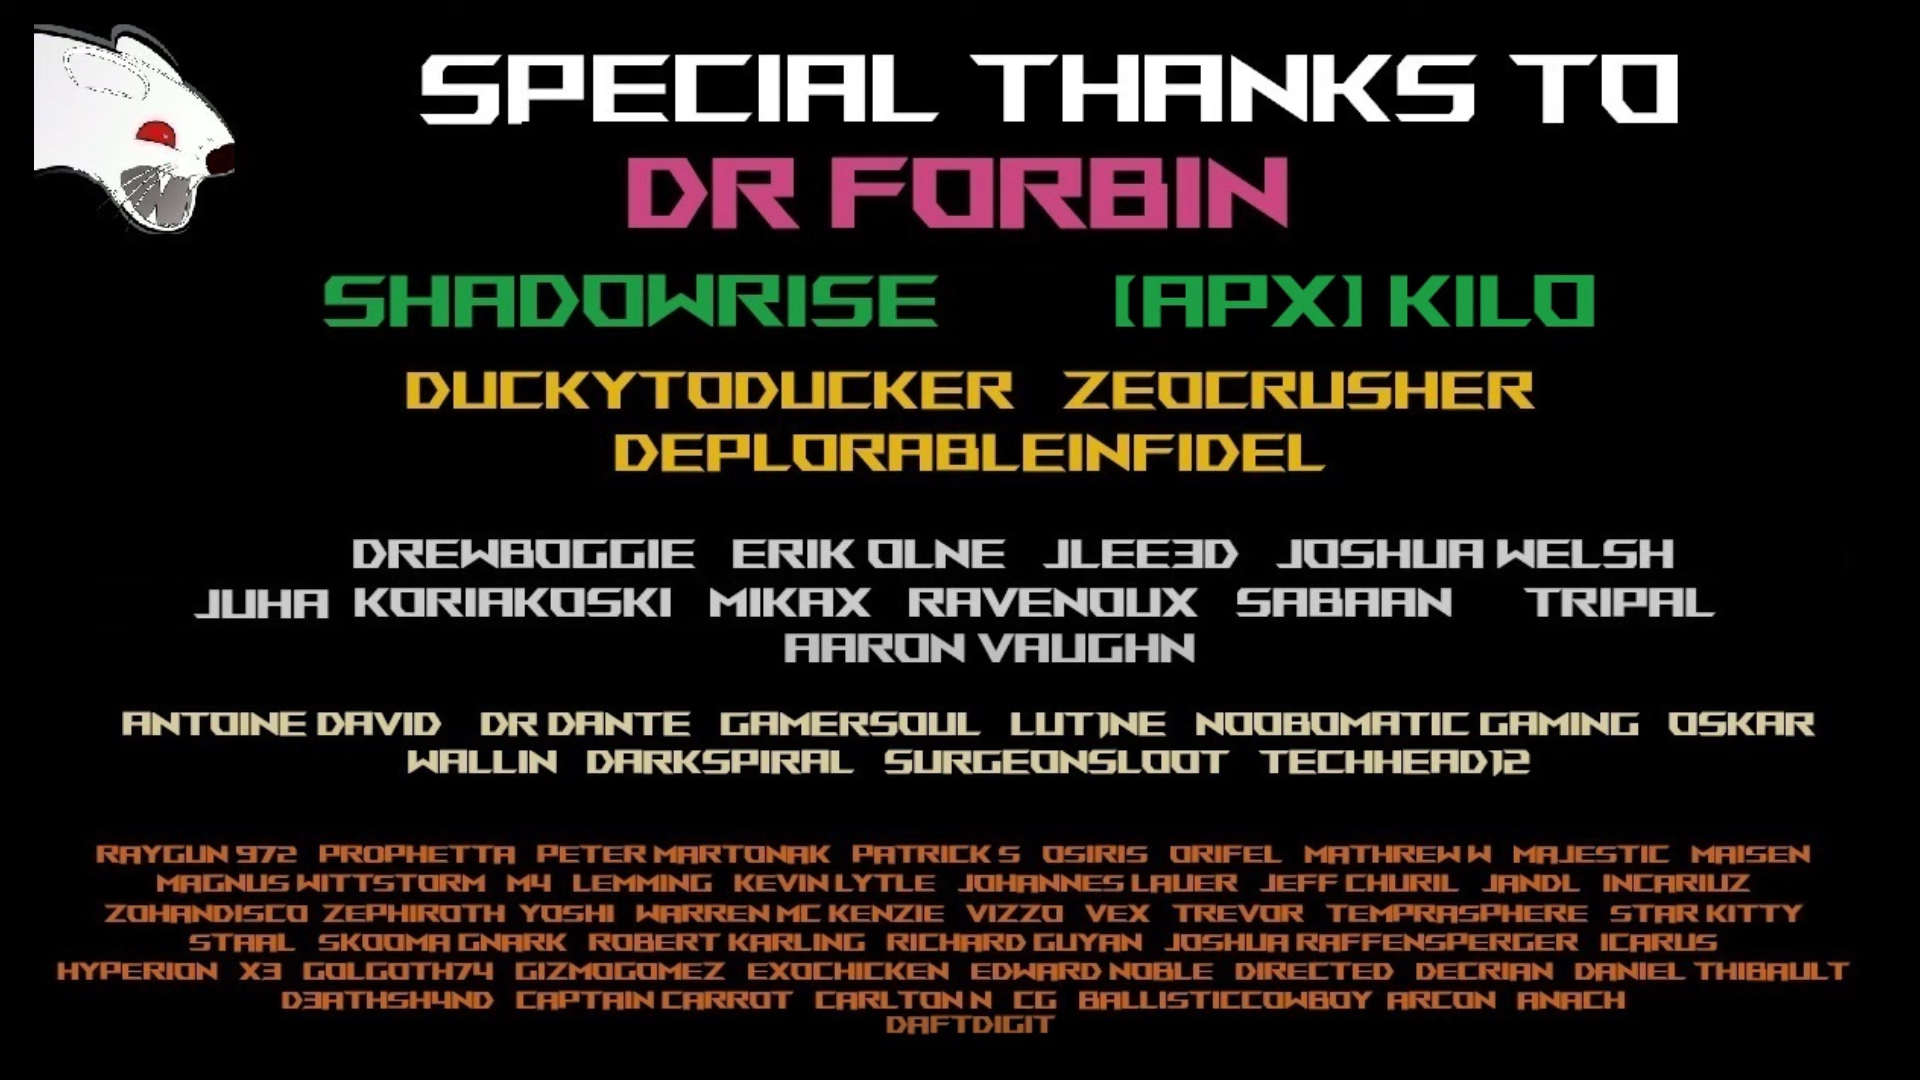 SPECIAL THANKS TO
DR FORBIN
SHADOWRISE [APX] KILO
DUCKYTODUCKER ZEOCRUSHER
DEPLORABLEINFIDEL
DREWBOGGIE ERIK OLNE JLEE3D JOSHUA WELSH
JUHA KORIAKOSKI MIKAX RAVENOUX SABAAN TRIPAL
AARON VAUGHN
ANTOINE DAVID DR DANTE GAMERSOUL LUT1NE NOOBOMATIC GAMING OSKAR
WALLIN DARKSPIRAL SURGEONSLOOT TECHHEAD12
RAYGUN 972 PROPHETTA PETER MARTONAK PATRICK S OSIRIS ORIFEL MATHREW W MAJESTIC MAISEN
MAGNUS WITTSTORM M4 LEMMING KEVIN LYTLE JOHANNES LAUER JEFF CHURIL JANDL INCARIUZ
ZOHANDISCO ZEPHIROTH YOSHI WARREN MC KENZIE VIZZO VEX TREVOR TEMPRASPHERE STAR KITTY
STAAL SKOOMA GNARK ROBERT KARLING RICHARD GUYAN JOSHUA RAFFENSPERGER ICARUS
HYPERION X3 GOLGOTH74 GIZMOGOMEZ EXOCHICKEN EDWARD NOBLE DIRECTED DECRIAN DANIEL THIBAULT
D3ATHSH4ND CAPTAIN CARROT CARLTON N CG BALLISTICCOWBOY ARCON ANACH
DAFTDIGIT